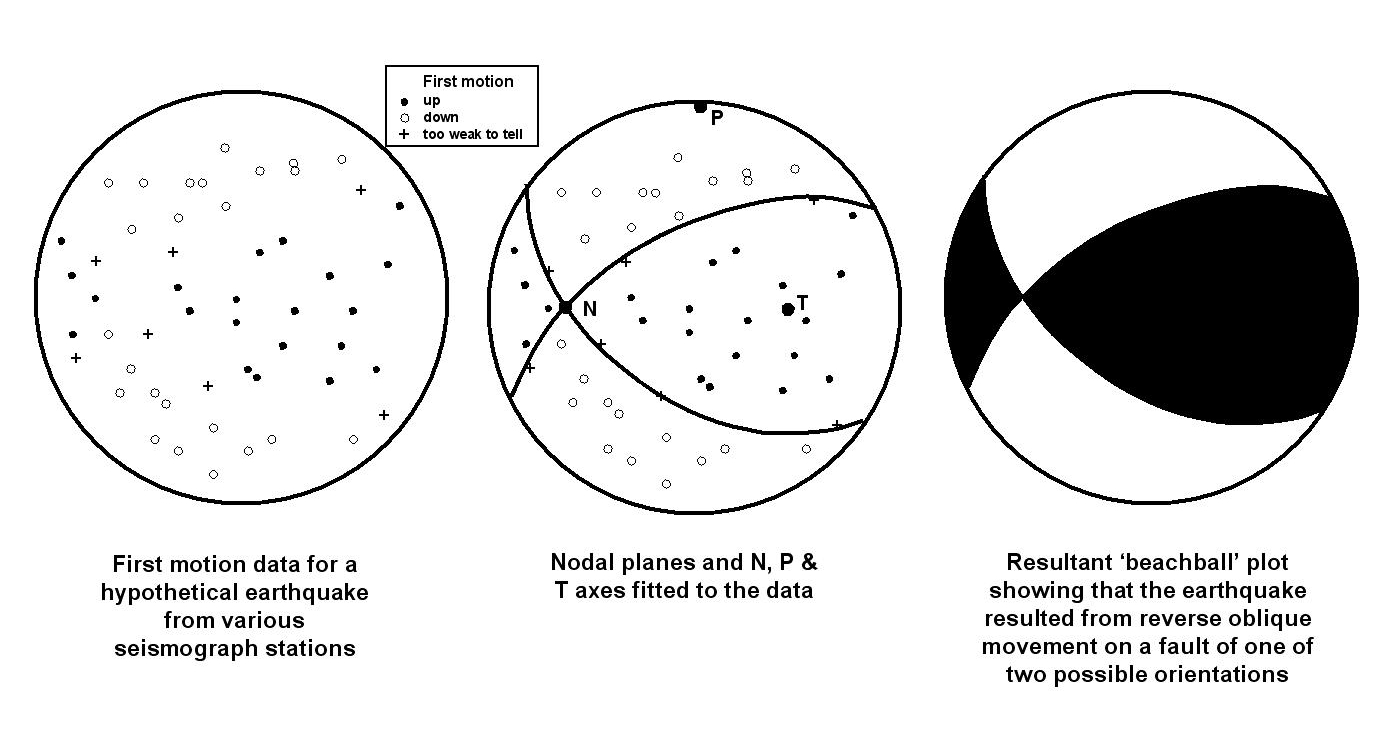 First motion
up
down
too weak to tell
P
N
T
First motion data for a
hypothetical earthquake
from various
seismograph stations
Nodal planes and N, P &
T axes fitted to the data
Resultant ‘beachball’ plot
showing that the earthquake
resulted from reverse oblique
movement on a fault of one of
two possible orientations